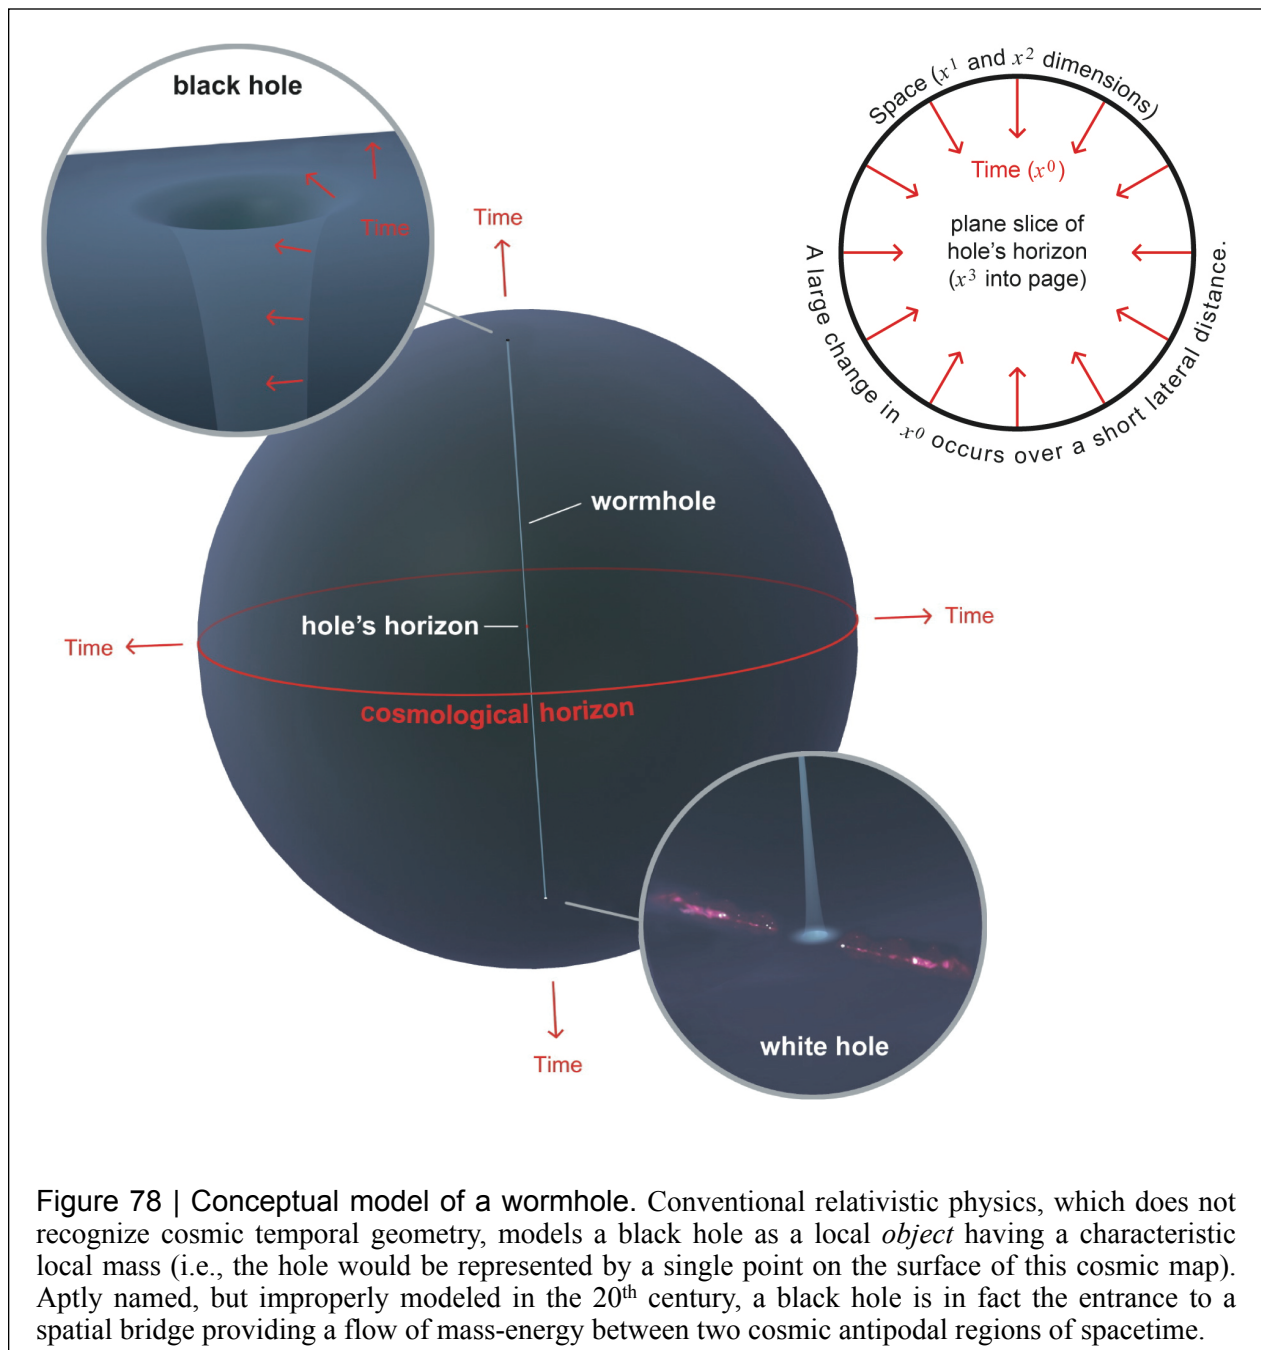 black hole
Time
Space (x¹ and x² dimensions)
Time (x⁰)
plane slice of
hole's horizon
(x³ into page)
A large change in x⁰ occurs over a short lateral distance.
Time
wormhole
hole's horizon
Time
Time
cosmological horizon
white hole
Time
Figure 78 | Conceptual model of a wormhole. Conventional relativistic physics, which does not
recognize cosmic temporal geometry, models a black hole as a local object having a characteristic
local mass (i.e., the hole would be represented by a single point on the surface of this cosmic map).
Aptly named, but improperly modeled in the 20th century, a black hole is in fact the entrance to a
spatial bridge providing a flow of mass-energy between two cosmic antipodal regions of spacetime.